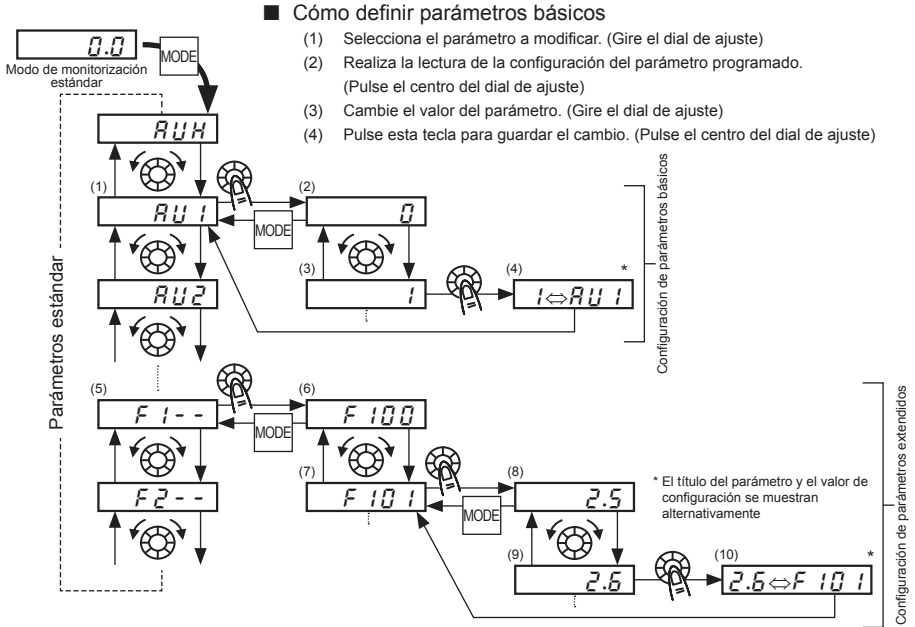 ■ Cómo definir parámetros básicos
(1) Selecciona el parámetro a modificar. (Gire el dial de ajuste)
(2) Realiza la lectura de la configuración del parámetro programado.
(Pulse el centro del dial de ajuste)
(3) Cambie el valor del parámetro. (Gire el dial de ajuste)
(4) Pulse esta tecla para guardar el cambio. (Pulse el centro del dial de ajuste)
0.0
MODE
Modo de monitorización
estándar
Parámetros estándar
AUH
(1)
AU1
MODE
(2)
0
AU2
(3)
1
(4)
*
1⇔AU1
Configuración de parámetros básicos
(5)
F1--
MODE
(6)
F100
F2--
(7)
F101
MODE
(8)
2.5
* El título del parámetro y el valor de
configuración se muestran
alternativamente
(9)
2.6
(10)
*
2.6⇔F101
Configuración de parámetros extendidos